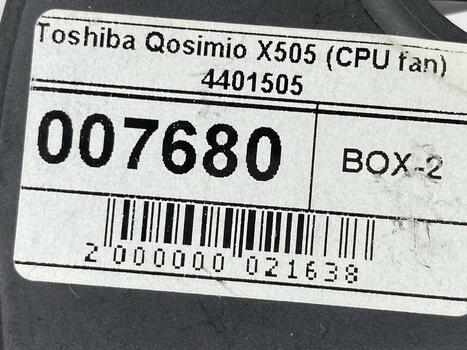 Toshiba Qosimio X505 (CPU fan)
4401505
007680
BOX-2
2 000000 021638